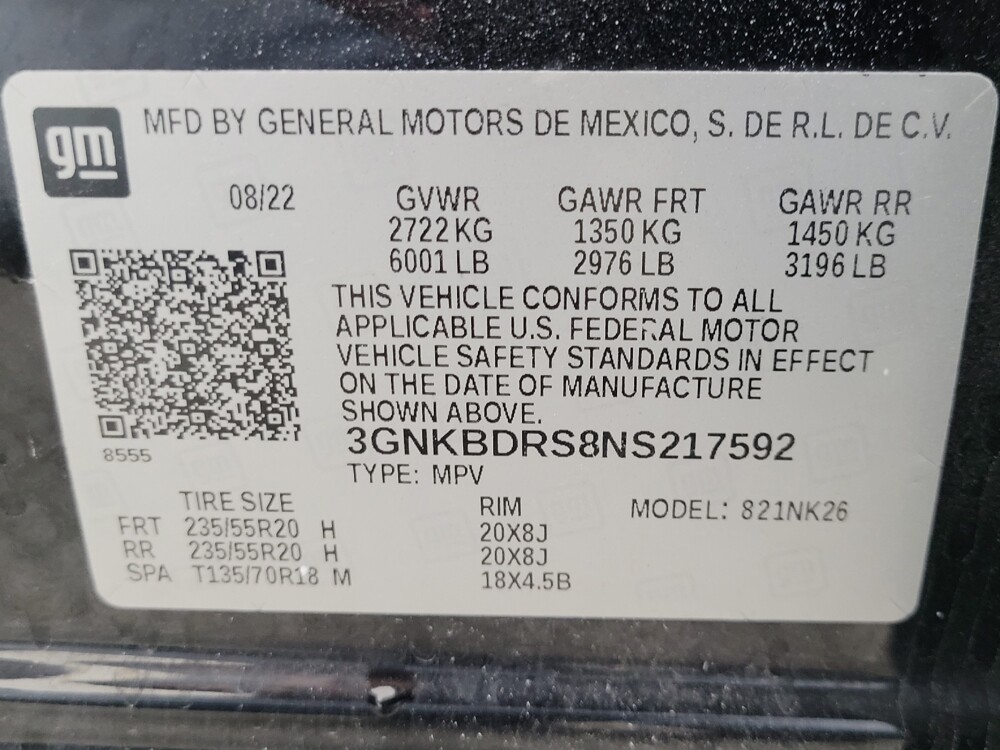 gm
MFD BY GENERAL MOTORS DE MEXICO, S. DE R.L. DE C.V.
08/22 GVWR GAWR FRT GAWR RR
2722 KG 1350 KG 1450 KG
6001 LB 2976 LB 3196 LB
THIS VEHICLE CONFORMS TO ALL
APPLICABLE U.S. FEDERAL MOTOR
VEHICLE SAFETY STANDARDS IN EFFECT
ON THE DATE OF MANUFACTURE
SHOWN ABOVE.
3GNKBDRS8NS217592
8555
TYPE: MPV
TIRE SIZE RIM MODEL: 821NK26
FRT 235/55R20 H 20X8J
RR 235/55R20 H 20X8J
SPA T135/70R18 M 18X4.5B